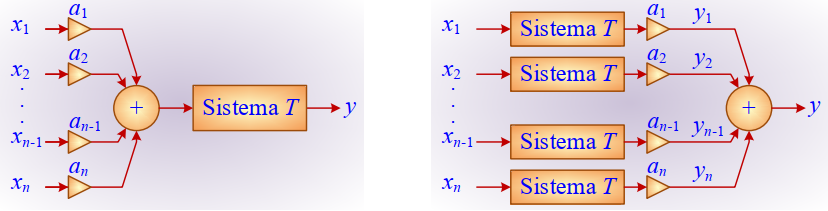 x1 a1
x2 a2
xn-1 an-1
xn an
+ Sistema T y
x1 Sistema T a1 y1
x2 Sistema T a2 y2
xn-1 Sistema T an-1 yn-1
xn Sistema T an yn
+ y